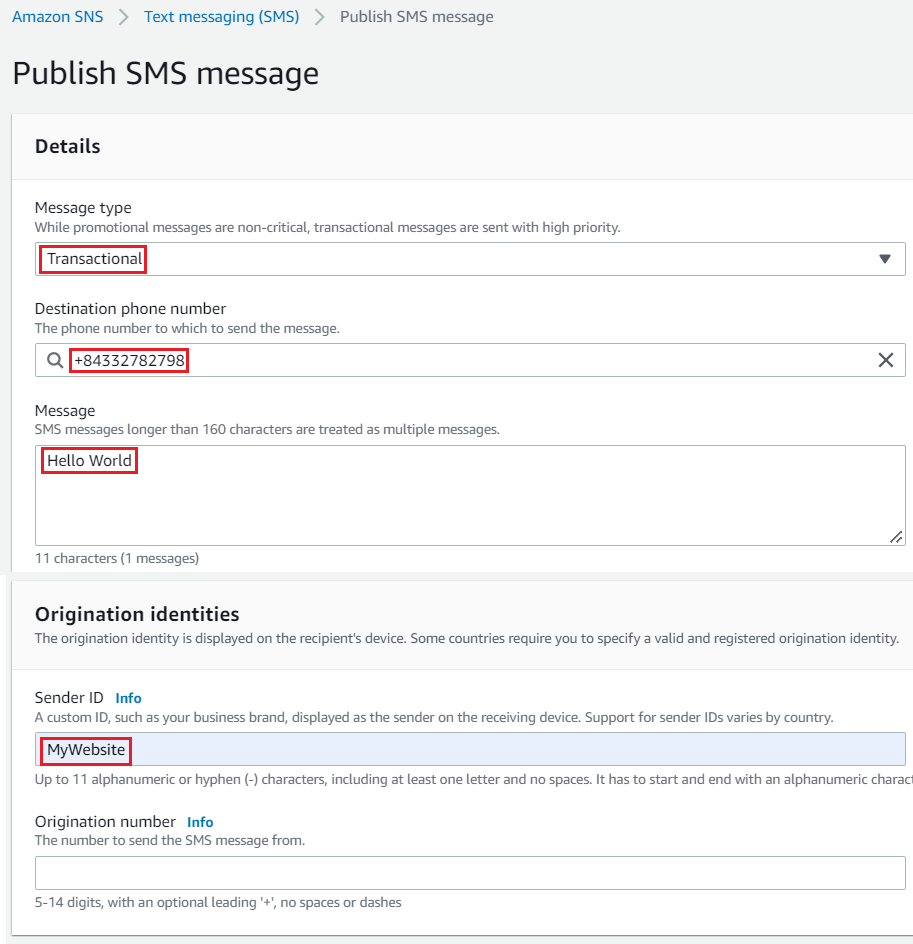 Amazon SNS > Text messaging (SMS) > Publish SMS message
Publish SMS message
Details
Message type
While promotional messages are non-critical, transactional messages are sent with high priority.
Transactional
Destination phone number
The phone number to which to send the message.
+84332782798
Message
SMS messages longer than 160 characters are treated as multiple messages.
Hello World
11 characters (1 messages)
Origination identities
The origination identity is displayed on the recipient's device. Some countries require you to specify a valid and registered origination identity.
Sender ID Info
A custom ID, such as your business brand, displayed as the sender on the receiving device. Support for sender IDs varies by country.
MyWebsite
Up to 11 alphanumeric or hyphen (-) characters, including at least one letter and no spaces. It has to start and end with an alphanumeric charact
Origination number Info
The number to send the SMS message from.
5-14 digits, with an optional leading '+', no spaces or dashes